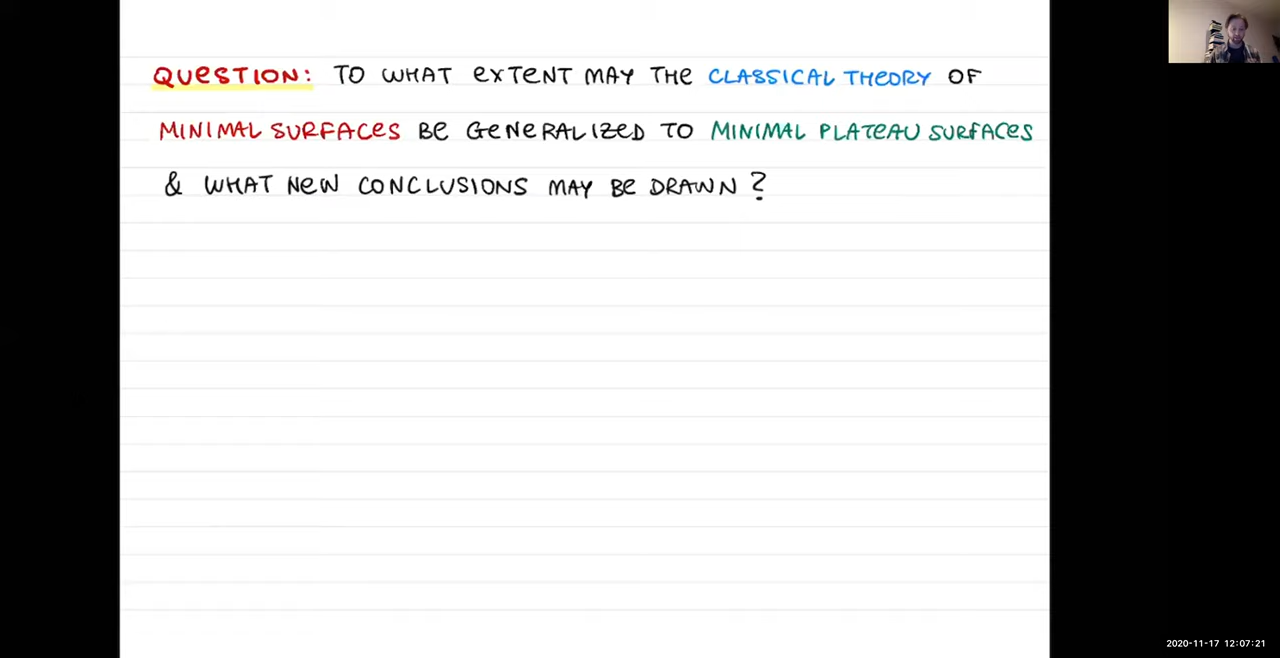 QUESTION: TO WHAT EXTENT MAY THE CLASSICAL THEORY OF
MINIMAL SURFACES BE GENERALIZED TO MINIMAL PLATEAU SURFACES
& WHAT NEW CONCLUSIONS MAY BE DRAWN?
2020-11-17 12:07:21